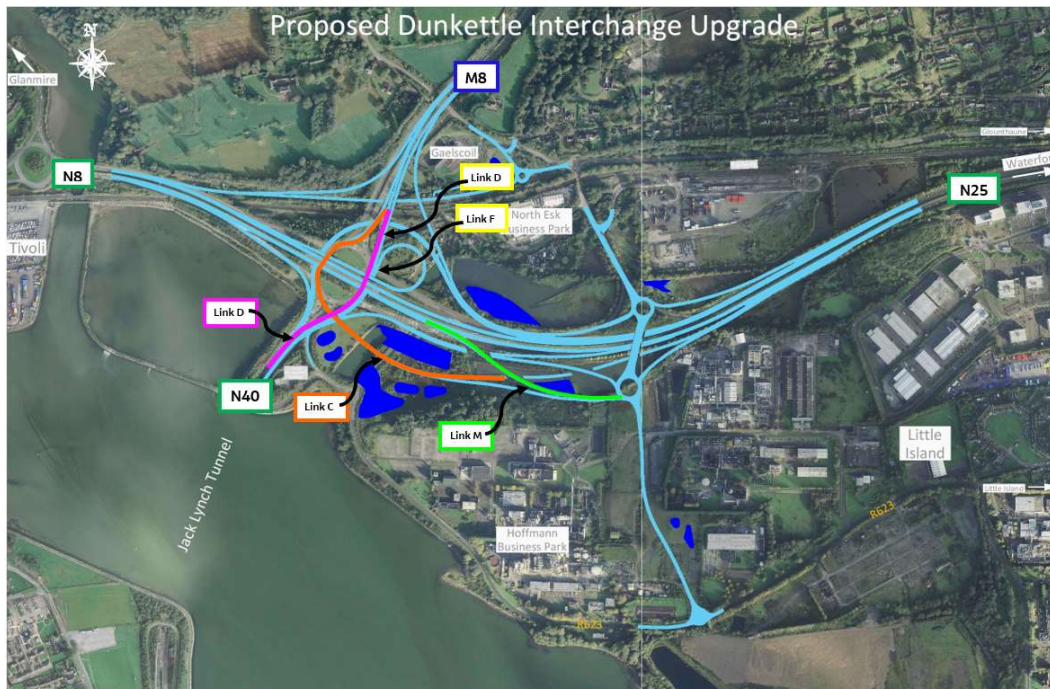 Proposed Dunkettle Interchange Upgrade
N
Glanmire
M8
Gaelscoil
Glounthaune
Waterfo
N8
Link D
N25
Link F
North Esk
Business Park
Tivoli
Link D
N40
Link C
Link M
Little
Island
Jack Lynch Tunnel
Little Island
R623
Hoffmann
Business Park
R623